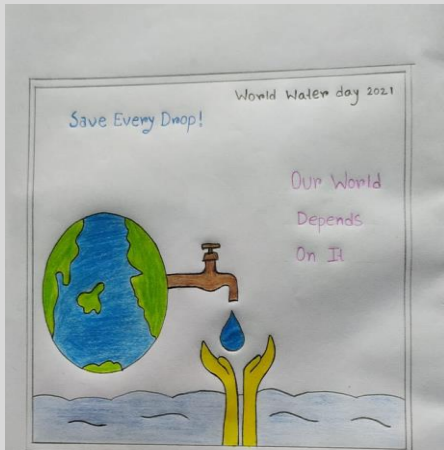 World Water day 2021
Save Every Drop!
Our World
Depends
On It